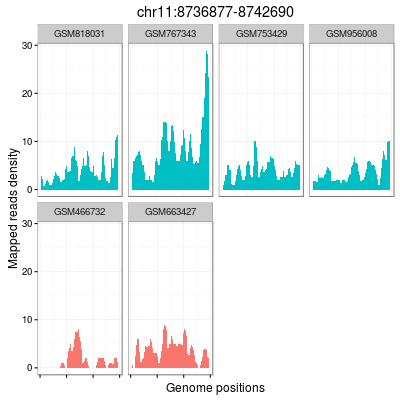 chr11:8736877-8742690
GSM818031 GSM767343 GSM753429 GSM956008
30
20
10
0
GSM466732 GSM663427
30
20
10
0
Mapped reads density
Genome positions